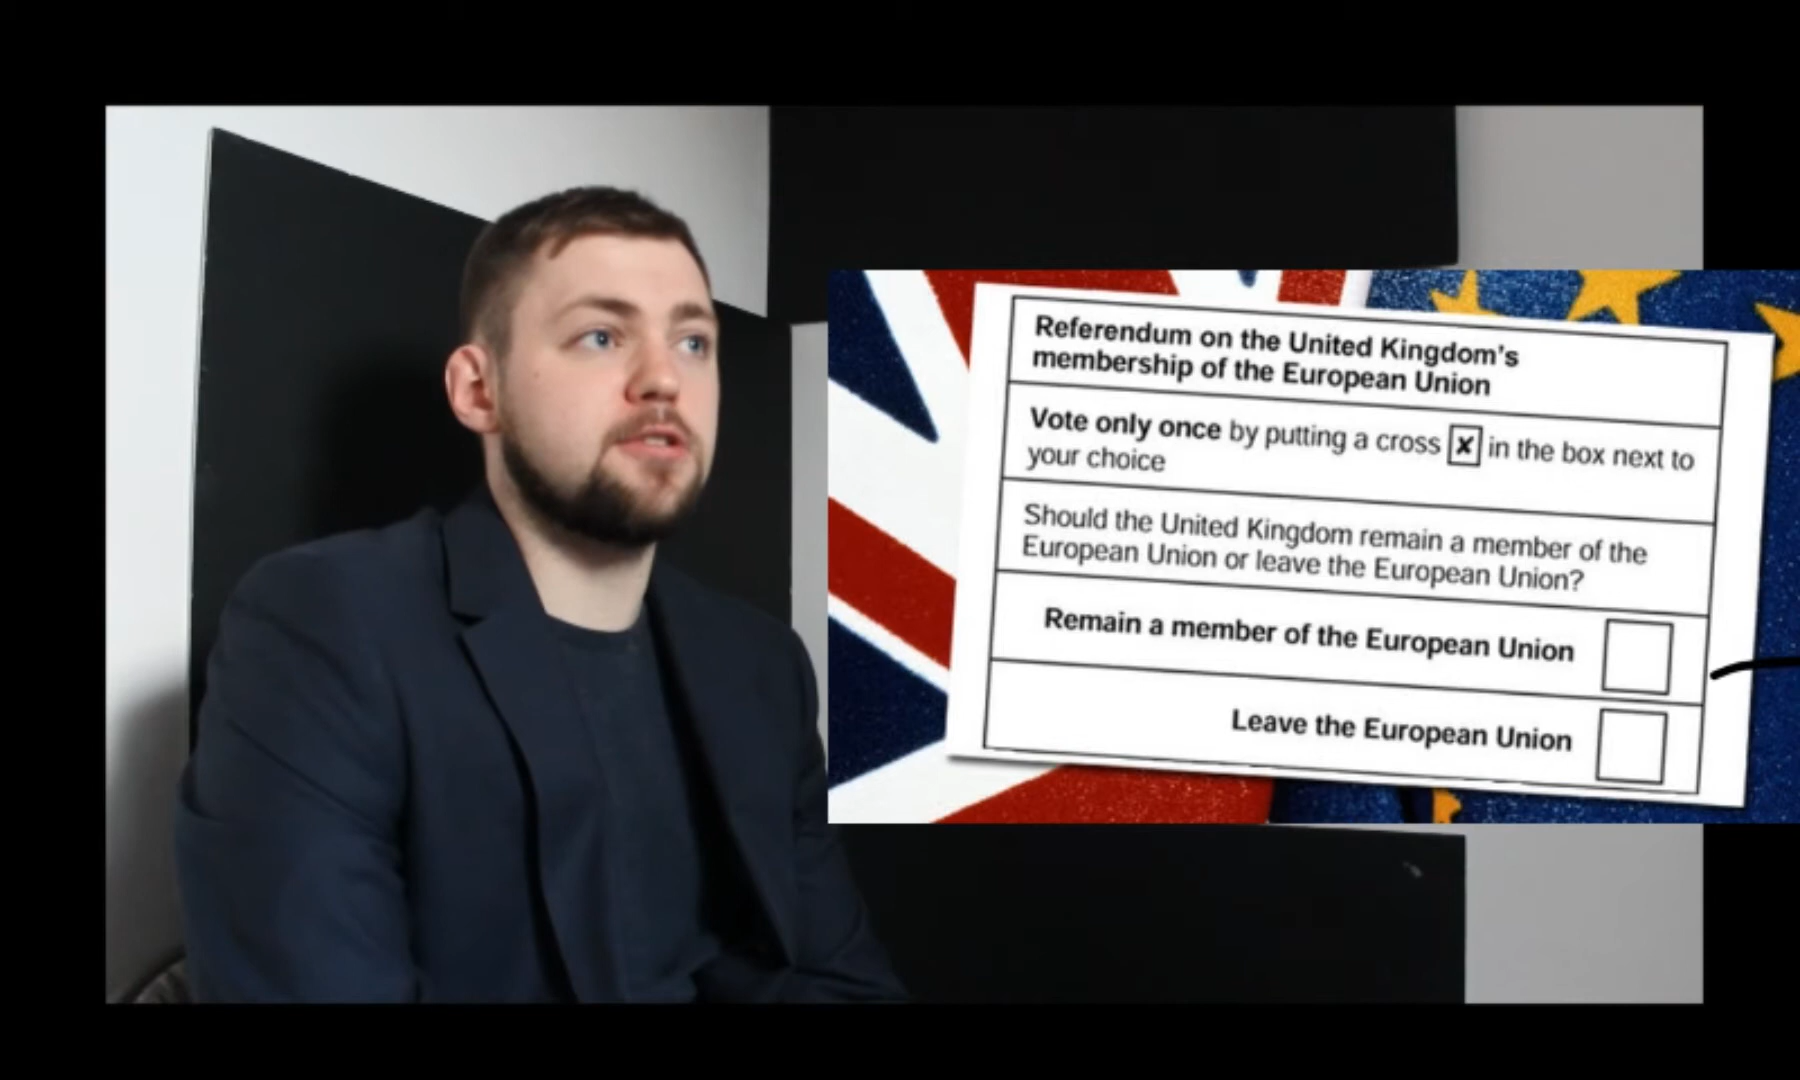 Referendum on the United Kingdom's
membership of the European Union
Vote only once by putting a cross x in the box next to
your choice
Should the United Kingdom remain a member of the
European Union or leave the European Union?
Remain a member of the European Union
Leave the European Union